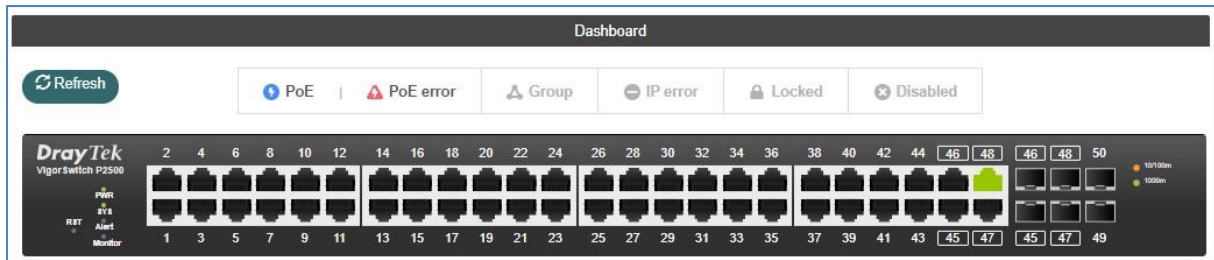 Dashboard
Refresh
PoE | PoE error
Group
IP error
Locked
Disabled
DrayTek
VigorSwitch P2500
2 4 6 8 10 12 14 16 18 20 22 24 26 28 30 32 34 36 38 40 42 44 46 48 46 48 50
10/100m
1000m
PWR
SYS
RST
Alert
Monitor
1 3 5 7 9 11 13 15 17 19 21 23 25 27 29 31 33 35 37 39 41 43 45 47 45 47 49